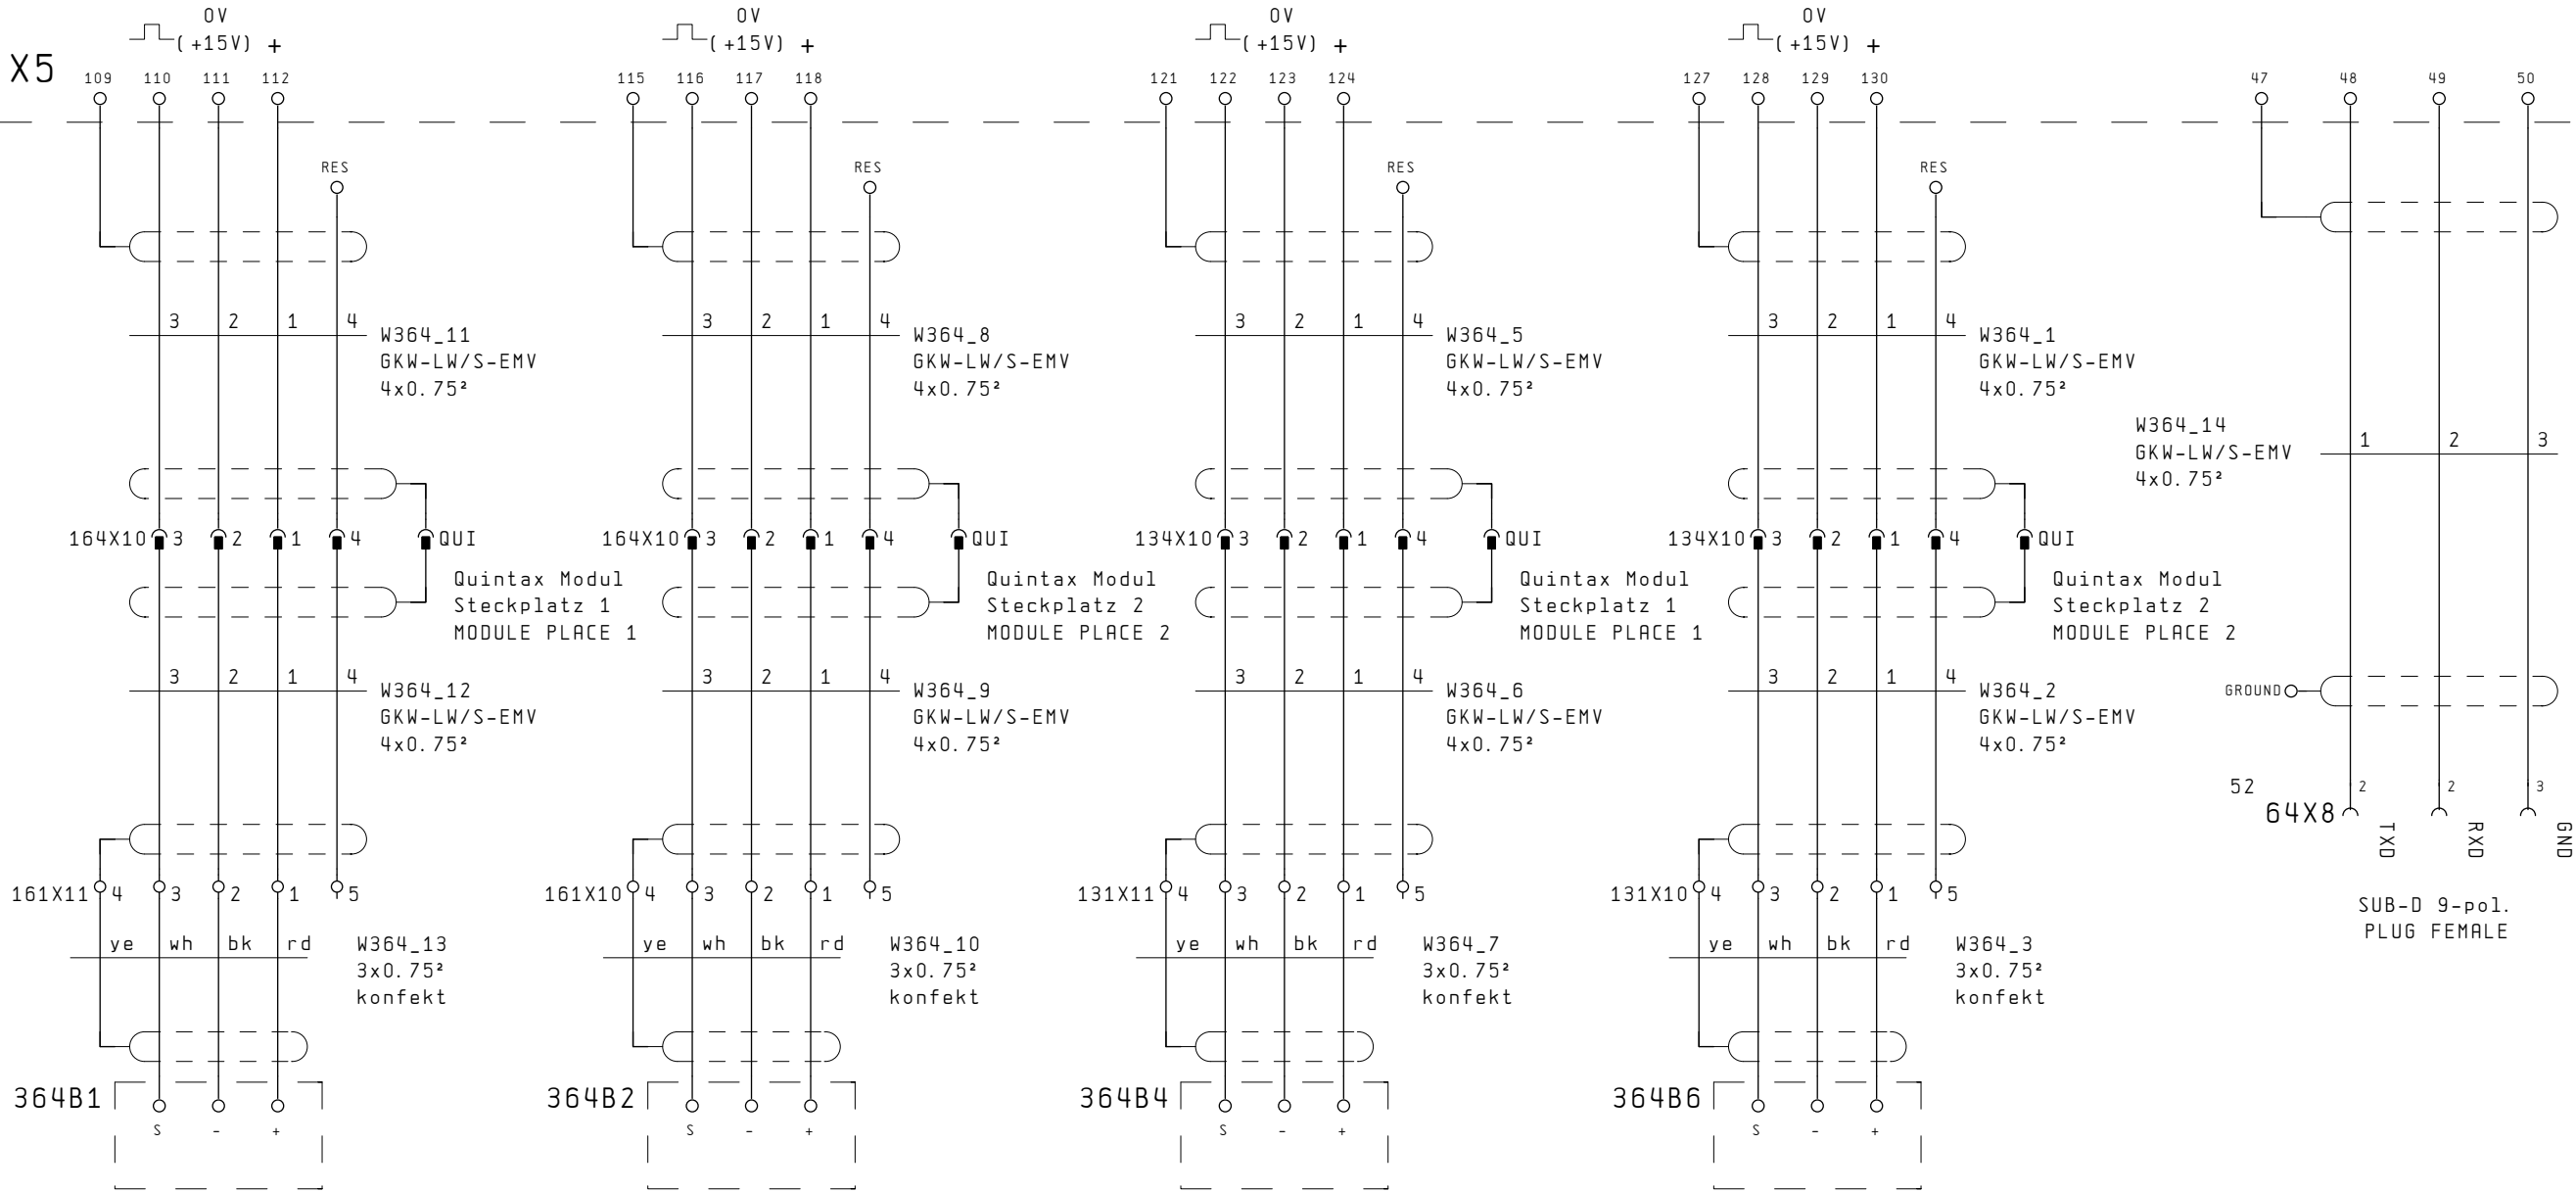 0V
(+15V) +
0V
(+15V) +
0V
(+15V) +
0V
(+15V) +
X5
109 110 111 112
115 116 117 118
121 122 123 124
127 128 129 130
47 48 49 50
RES
RES
RES
RES
3 2 1 4
W364_11
GKW-LW/S-EMV
4x0.75²
3 2 1 4
W364_8
GKW-LW/S-EMV
4x0.75²
3 2 1 4
W364_5
GKW-LW/S-EMV
4x0.75²
3 2 1 4
W364_1
GKW-LW/S-EMV
4x0.75²
W364_14
GKW-LW/S-EMV
4x0.75²
1 2 3
164X10 3 2 1 4 QUI
Quintax Modul
Steckplatz 1
MODULE PLACE 1
164X10 3 2 1 4 QUI
Quintax Modul
Steckplatz 2
MODULE PLACE 2
134X10 3 2 1 4 QUI
Quintax Modul
Steckplatz 1
MODULE PLACE 1
134X10 3 2 1 4 QUI
Quintax Modul
Steckplatz 2
MODULE PLACE 2
3 2 1 4
W364_12
GKW-LW/S-EMV
4x0.75²
3 2 1 4
W364_9
GKW-LW/S-EMV
4x0.75²
3 2 1 4
W364_6
GKW-LW/S-EMV
4x0.75²
3 2 1 4
W364_2
GKW-LW/S-EMV
4x0.75²
GROUND
52
64X8
2 2 3
TXD
RXD
GND
SUB-D 9-pol.
PLUG FEMALE
161X11 4 3 2 1 5
161X10 4 3 2 1 5
131X11 4 3 2 1 5
131X10 4 3 2 1 5
ye wh bk rd
W364_13
3x0.75²
konfekt
ye wh bk rd
W364_10
3x0.75²
konfekt
ye wh bk rd
W364_7
3x0.75²
konfekt
ye wh bk rd
W364_3
3x0.75²
konfekt
364B1
S - +
364B2
S - +
364B4
S - +
364B6
S - +